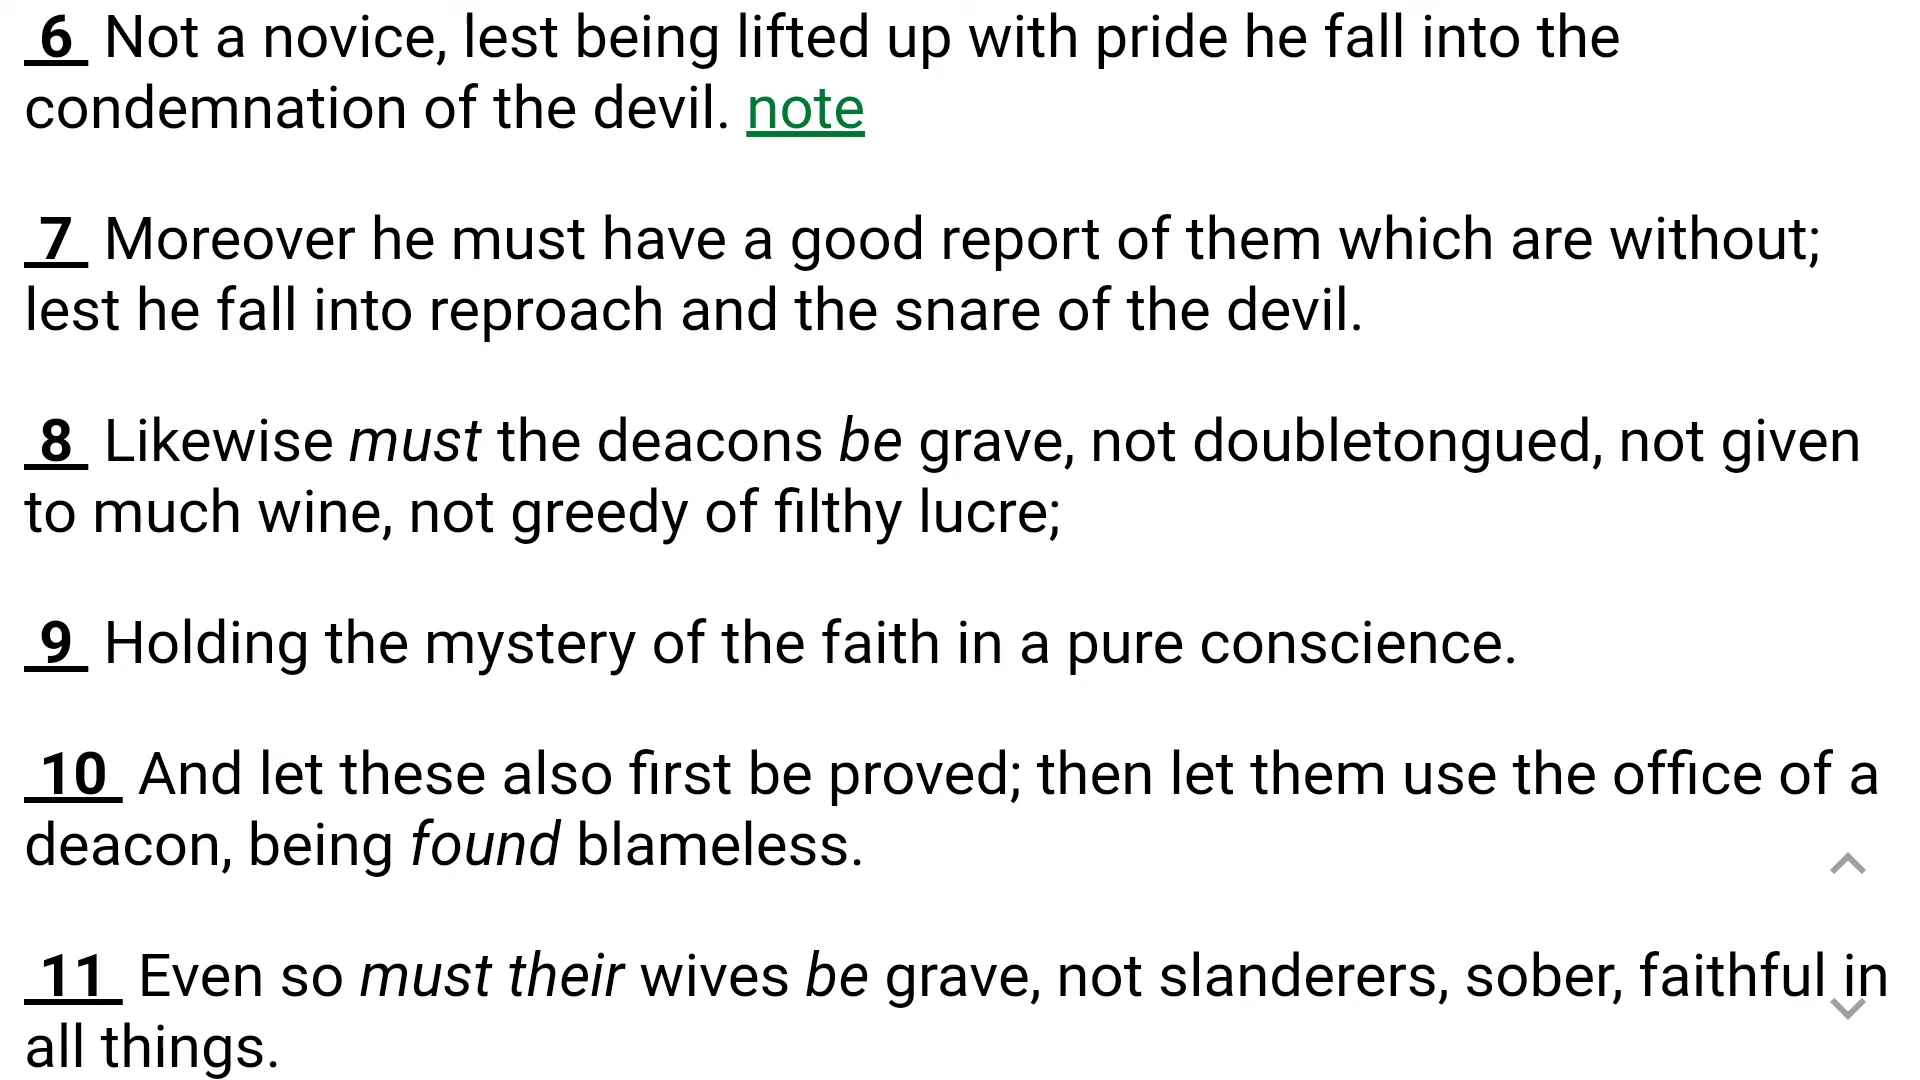 6 Not a novice, lest being lifted up with pride he fall into the
condemnation of the devil. note
7 Moreover he must have a good report of them which are without;
lest he fall into reproach and the snare of the devil.
8 Likewise must the deacons be grave, not doubletongued, not given
to much wine, not greedy of filthy lucre;
9 Holding the mystery of the faith in a pure conscience.
10 And let these also first be proved; then let them use the office of a
deacon, being found blameless.
11 Even so must their wives be grave, not slanderers, sober, faithful in
all things.